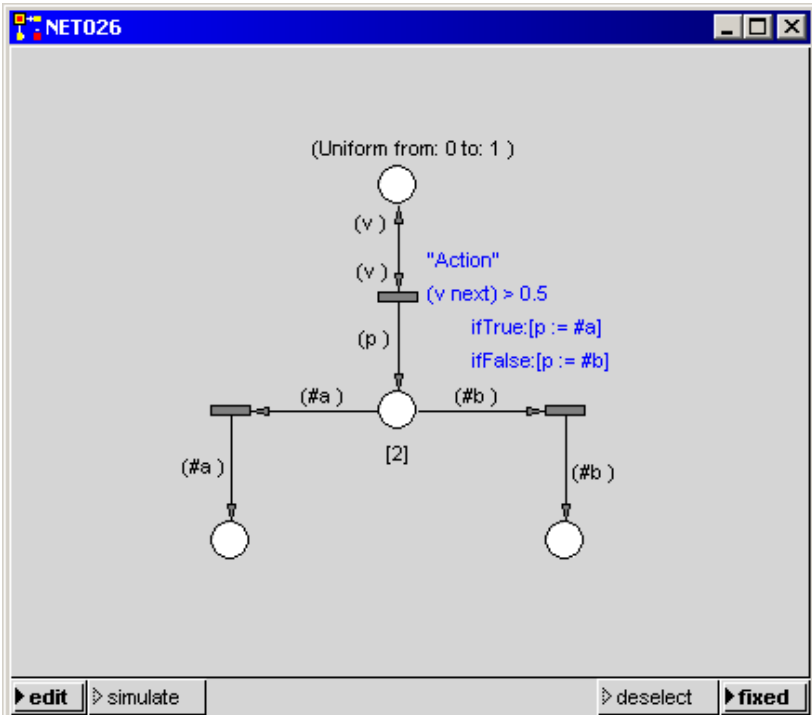 NET026
(Uniform from: 0 to: 1 )
(v )
(v )
"Action"
(v next) > 0.5
ifTrue:[p := #a]
(p )
ifFalse:[p := #b]
(#a )
(#b )
[2]
(#a )
(#b )
edit
simulate
deselect
fixed